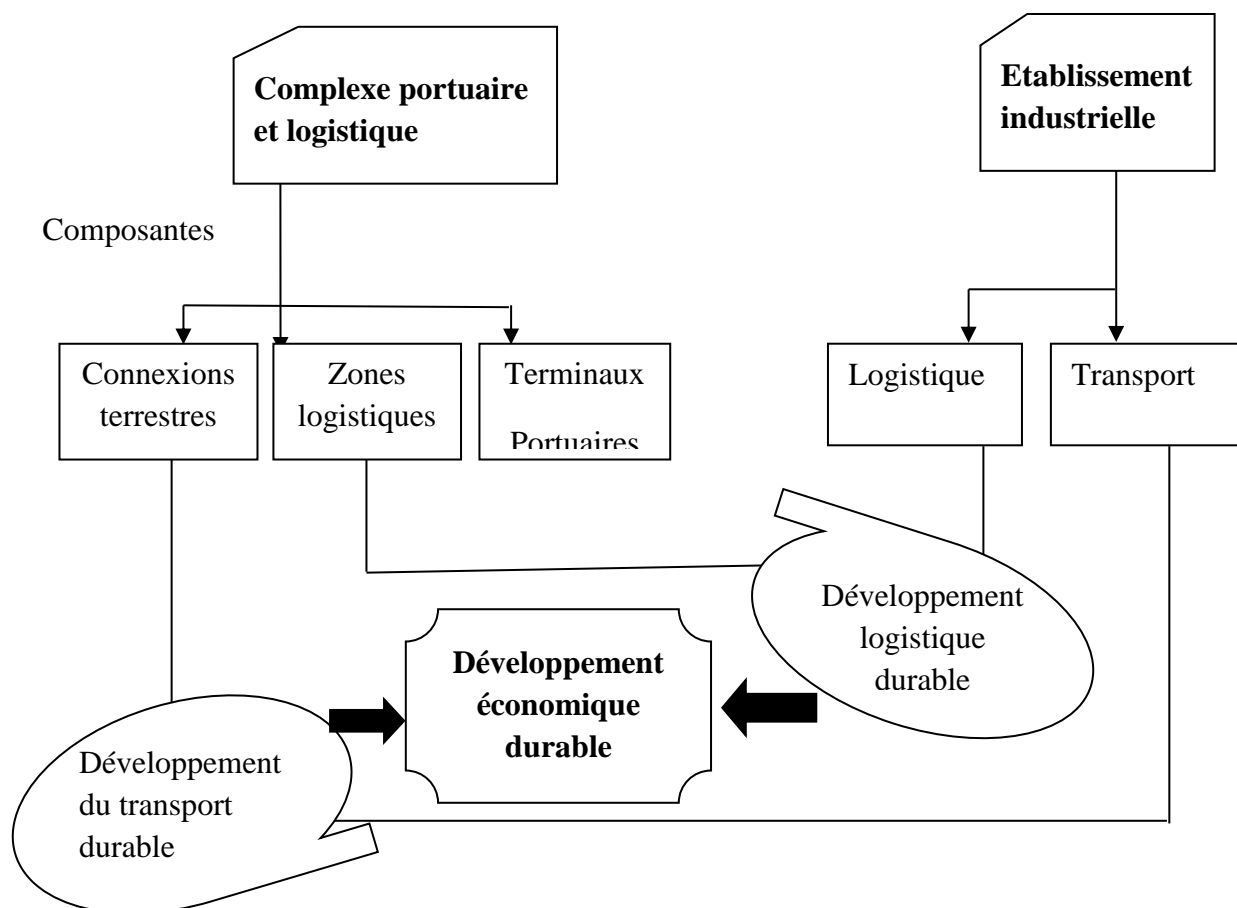 Complexe portuaire
et logistique
Etablissement
industrielle
Composantes
Connexions
terrestres
Zones
logistiques
Terminaux
Portuaires
Logistique
Transport
Développement
logistique
durable
Développement
économique
durable
Développement
du transport
durable